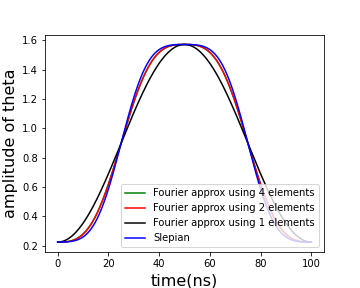 1.6
1.4
1.2
1.0
0.8
0.6
0.4
0.2
amplitude of theta
Fourier approx using 4 elements
Fourier approx using 2 elements
Fourier approx using 1 elements
Slepian
0 20 40 60 80 100
time(ns)